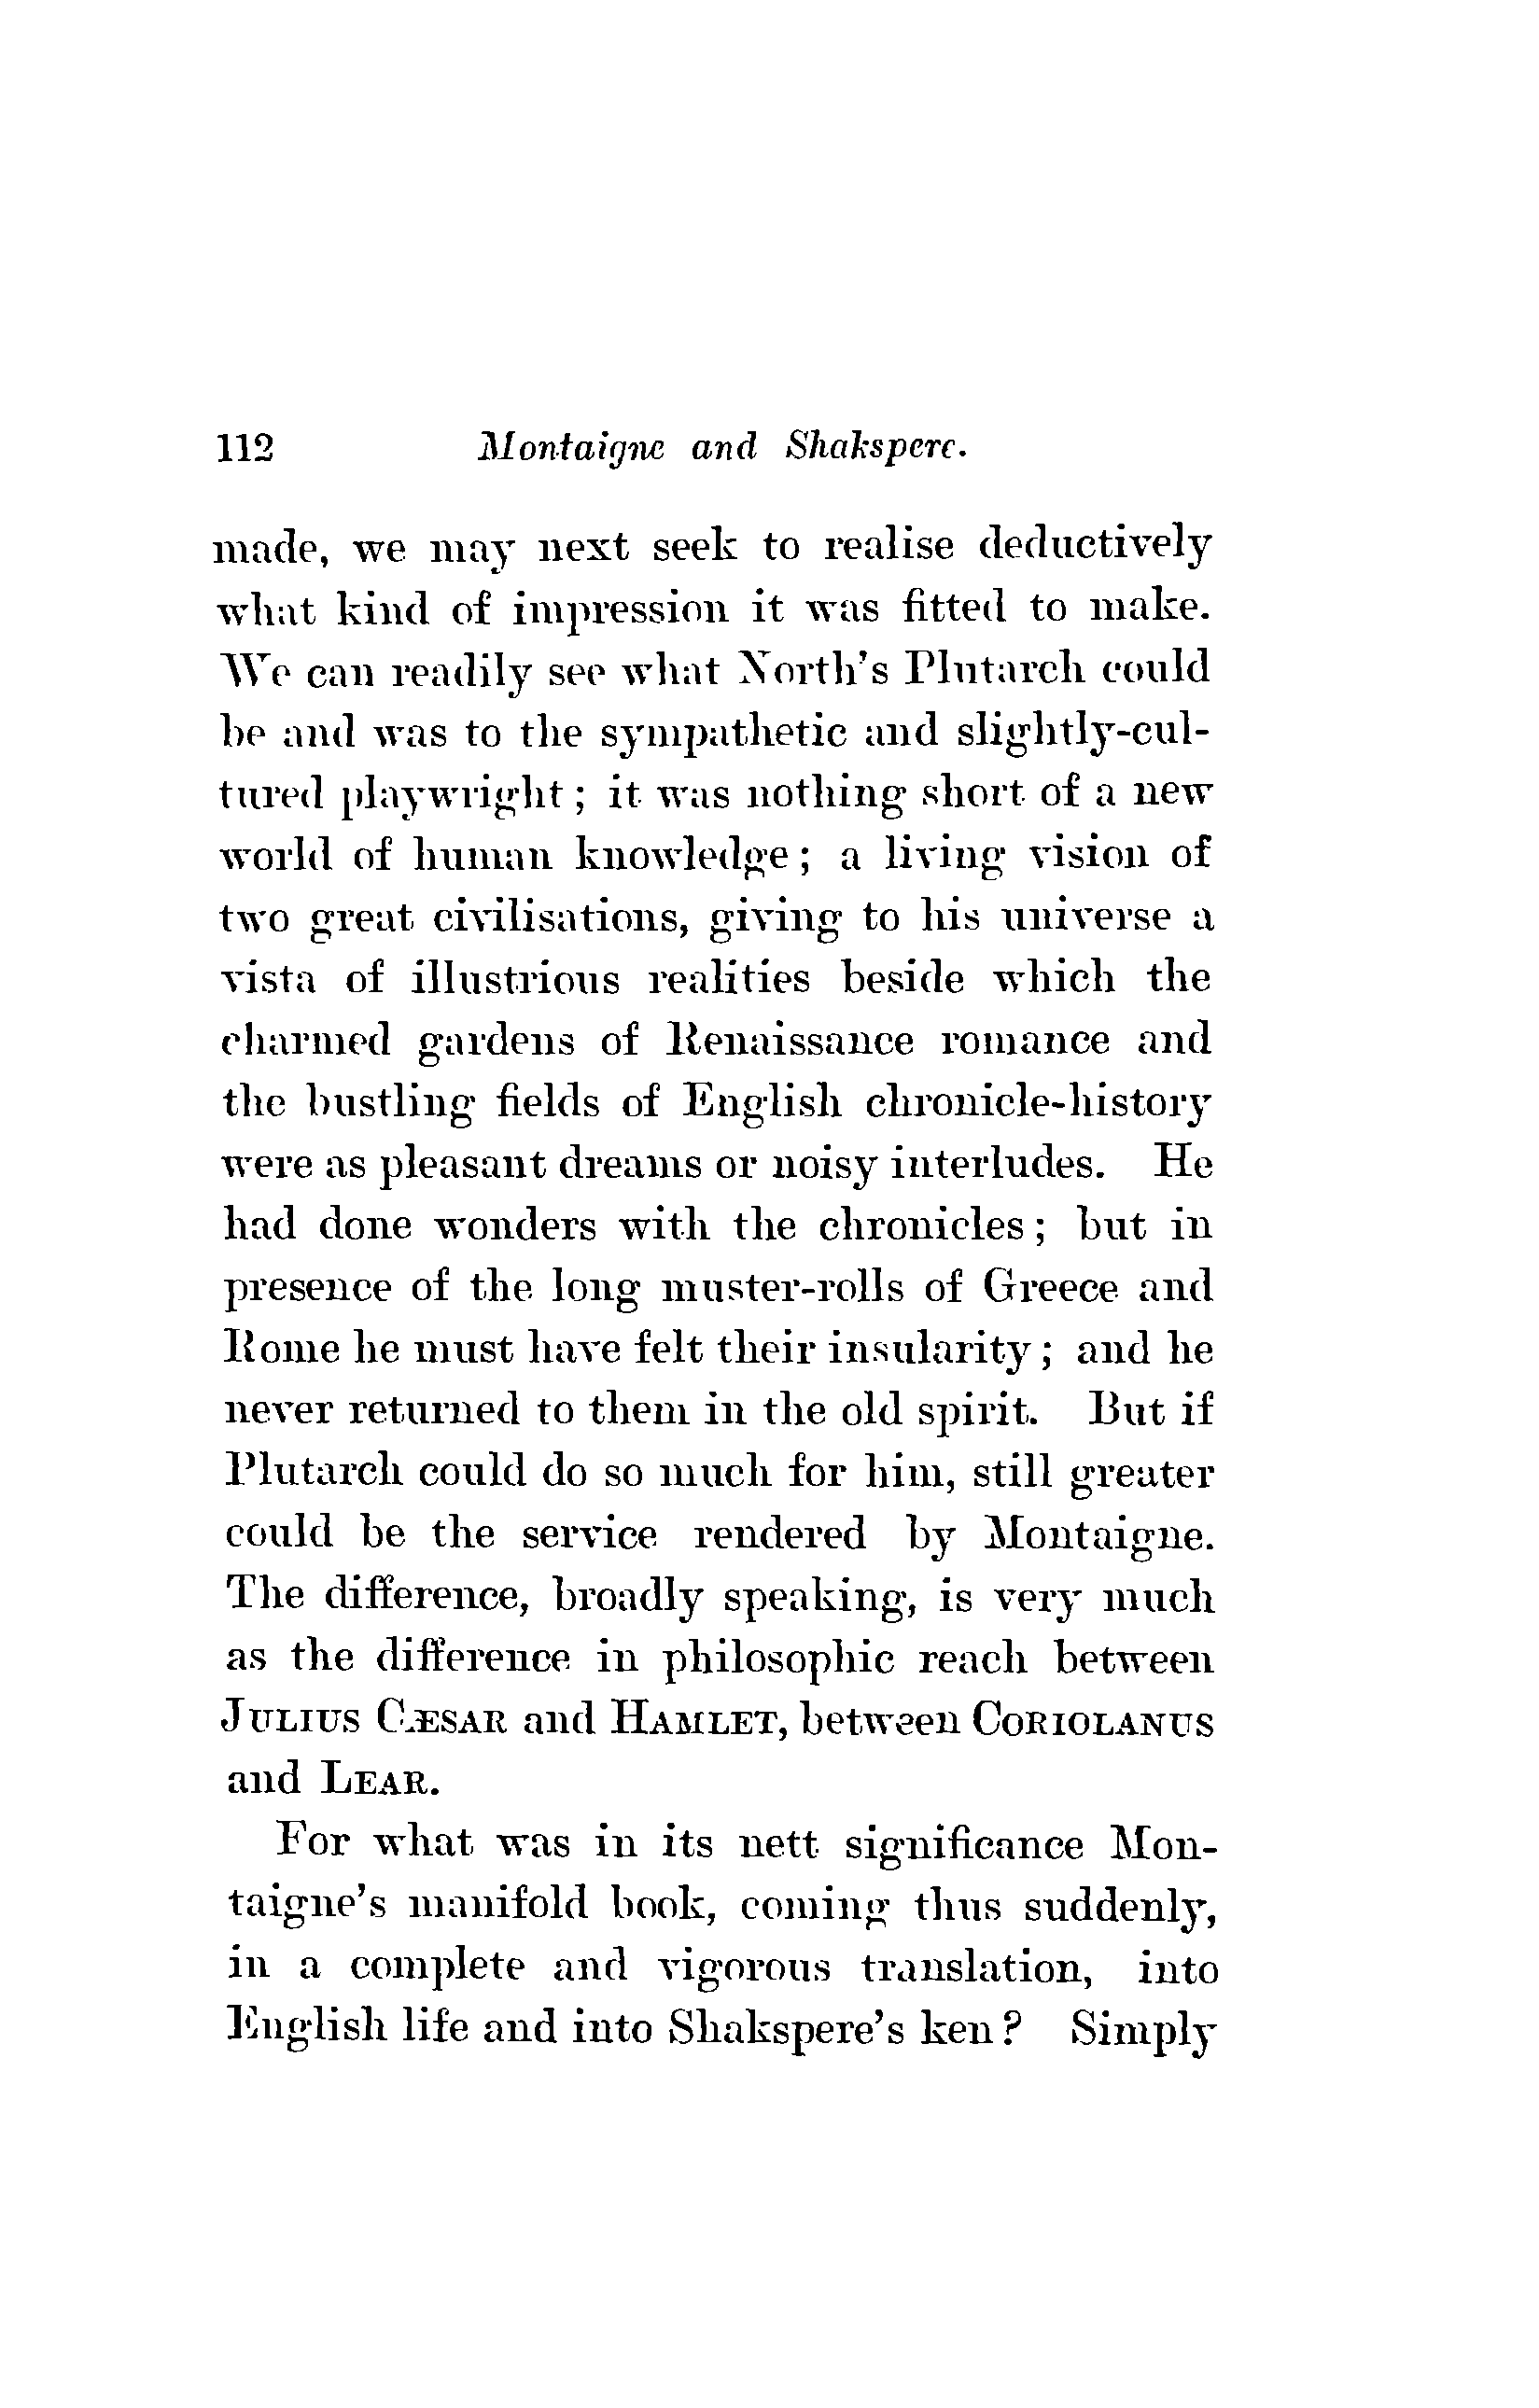 112 Montaigne and Shakspere.
made, we may next seek to realise deductively
what kind of impression it was fitted to make.
We can readily see what North's Plutarch could
be and was to the sympathetic and slightly-cul-
tured playwright; it was nothing short of a new
world of human knowledge; a living vision of
two great civilisations, giving to his universe a
vista of illustrious realities beside which the
charmed gardens of Renaissance romance and
the bustling fields of English chronicle-history
were as pleasant dreams or noisy interludes. He
had done wonders with the chronicles; but in
presence of the long muster-rolls of Greece and
Rome he must have felt their insularity; and he
never returned to them in the old spirit. But if
Plutarch could do so much for him, still greater
could be the service rendered by Montaigne.
The difference, broadly speaking, is very much
as the difference in philosophic reach between
JULIUS CÆSAR and HAMLET, between CORIOLANUS
and LEAR.
For what was in its nett significance Mon-
taigne's manifold book, coming thus suddenly,
in a complete and vigorous translation, into
English life and into Shakspere's ken? Simply